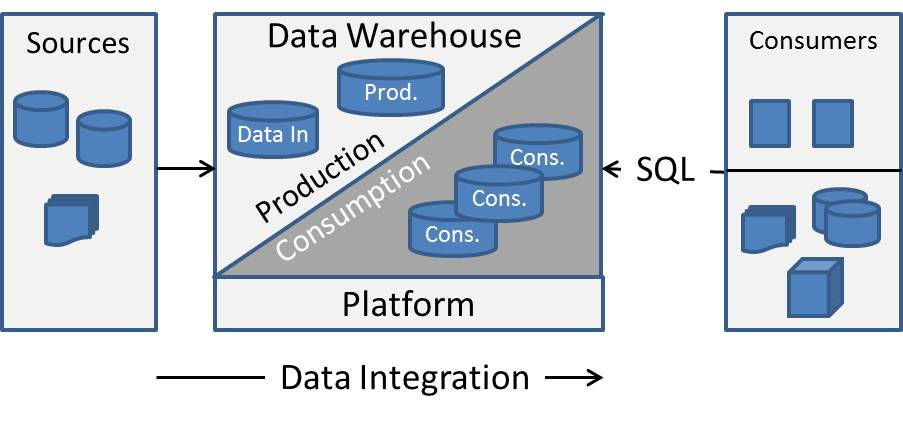 Sources
Data Warehouse
Consumers
Prod.
Data In
Production
Consumption
Cons.
Cons.
Cons.
SQL
Platform
Data Integration